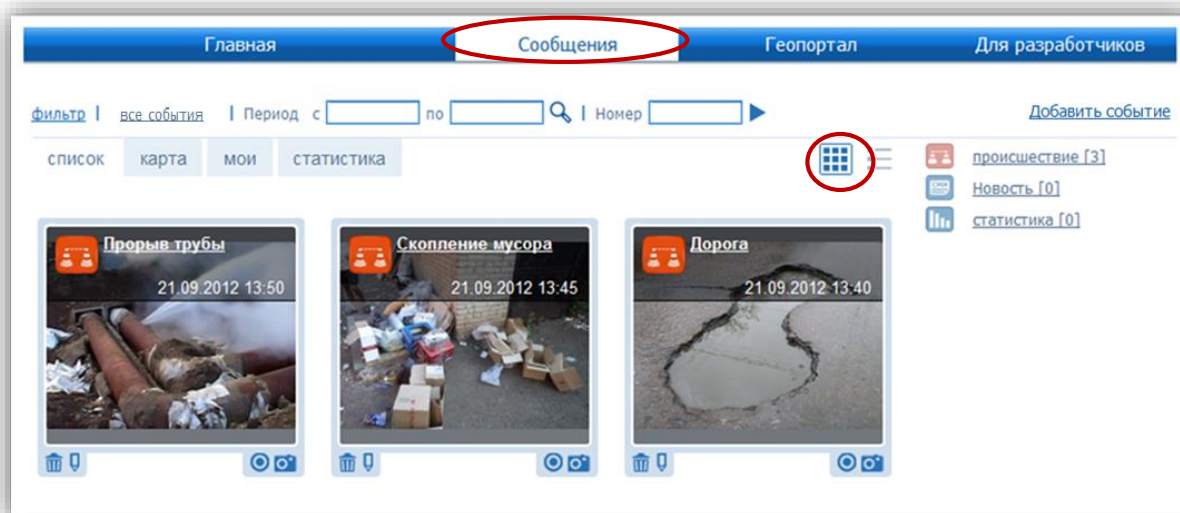 Главная Сообщения Геопортал Для разработчиков
фильтр | все события | Период с по | Номер Добавить событие
список карта мои статистика
происшествие [3]
Новость [0]
статистика [0]
Прорыв трубы
21.09.2012 13:50
Скопление мусора
21.09.2012 13:45
Дорога
21.09.2012 13:40